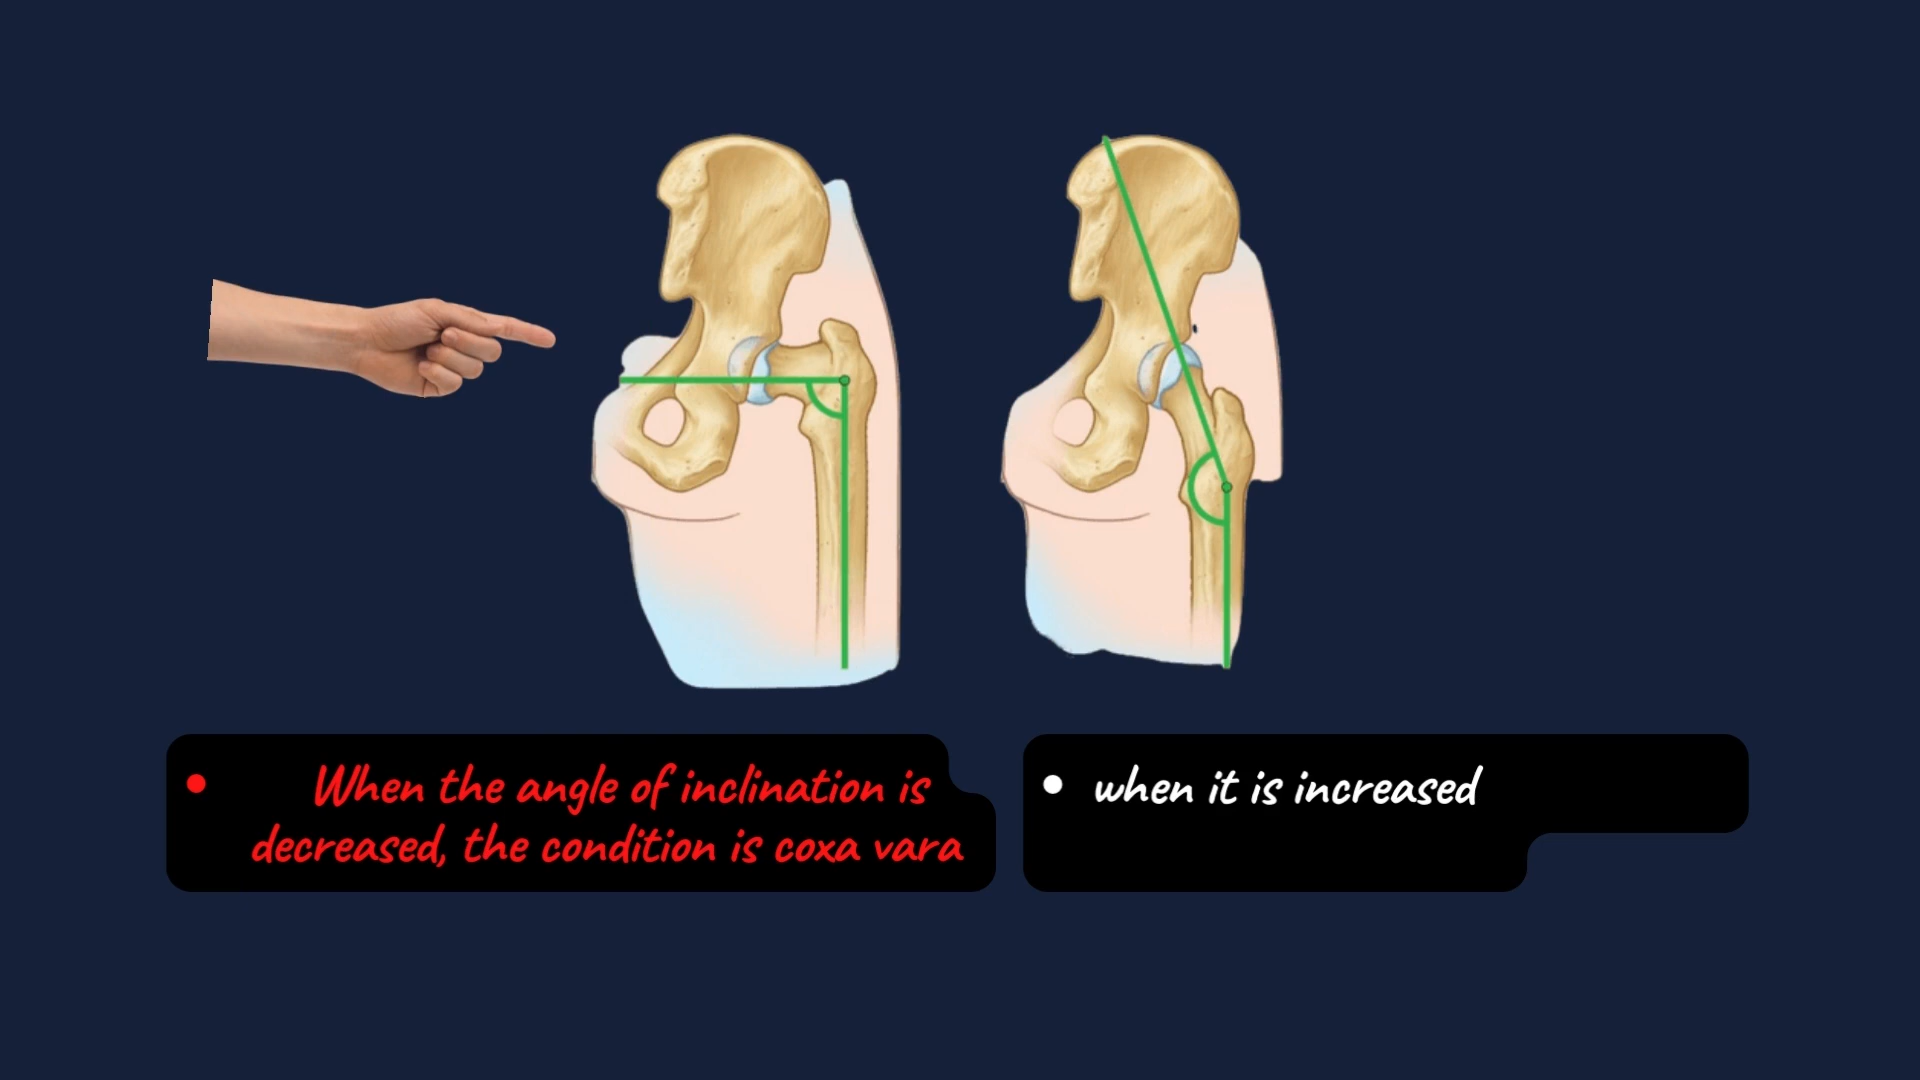 When the angle of inclination is
decreased, the condition is coxa vara
when it is increased